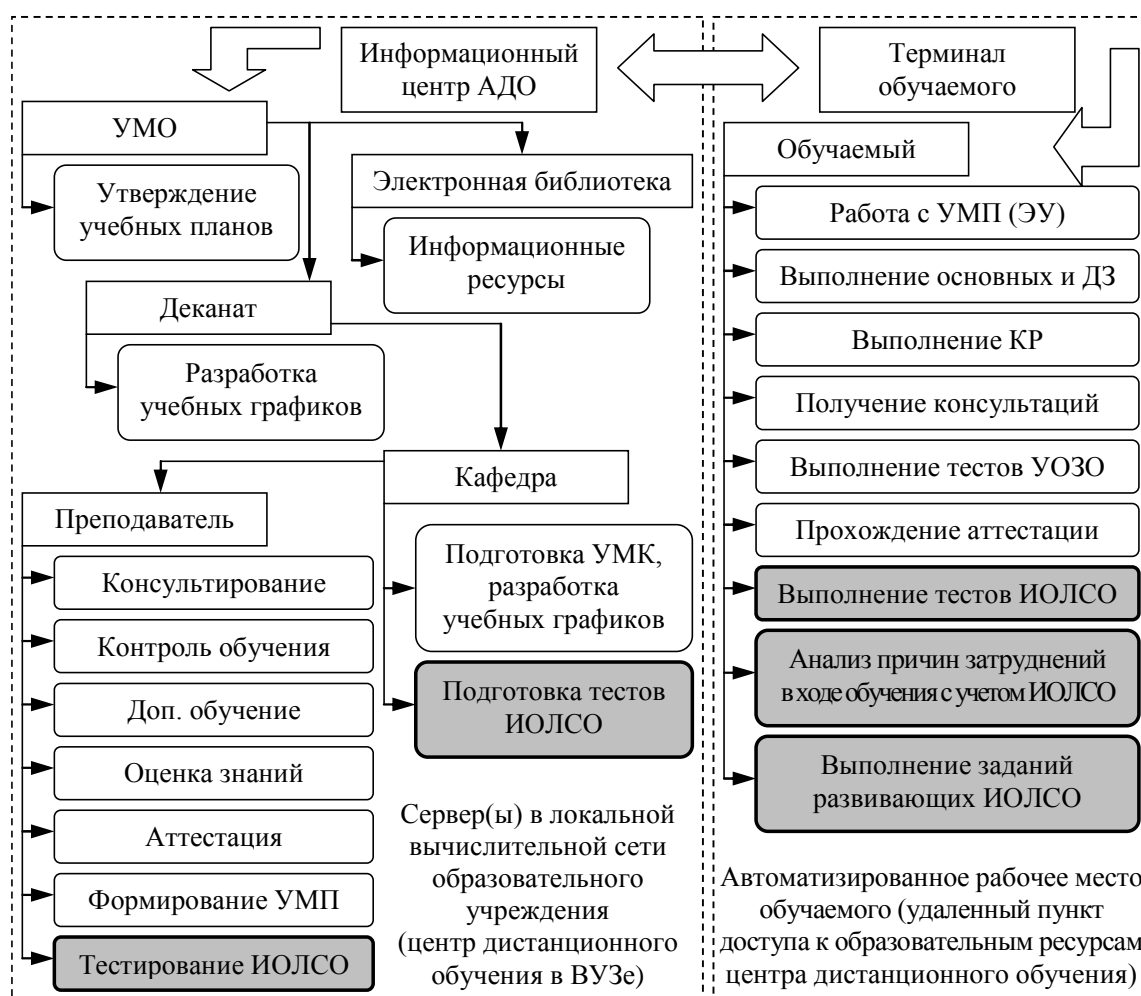 Информационный
центр АДО
Терминал
обучаемого
УМО
Утверждение
учебных планов
Электронная библиотека
Информационные
ресурсы
Деканат
Разработка
учебных графиков
Кафедра
Подготовка УМК,
разработка
учебных графиков
Подготовка тестов
ИОЛСО
Преподаватель
Консультирование
Контроль обучения
Доп. обучение
Оценка знаний
Аттестация
Формирование УМП
Тестирование ИОЛСО
Сервер(ы) в локальной
вычислительной сети
образовательного
учреждения
(центр дистанционного
обучения в ВУЗе)
Обучаемый
Работа с УМП (ЭУ)
Выполнение основных и ДЗ
Выполнение КР
Получение консультаций
Выполнение тестов УОЗО
Прохождение аттестации
Выполнение тестов ИОЛСО
Анализ причин затруднений
в ходе обучения с учетом ИОЛСО
Выполнение заданий
развивающих ИОЛСО
Автоматизированное рабочее место
обучаемого (удаленный пункт
доступа к образовательным ресурсам
центра дистанционного обучения)